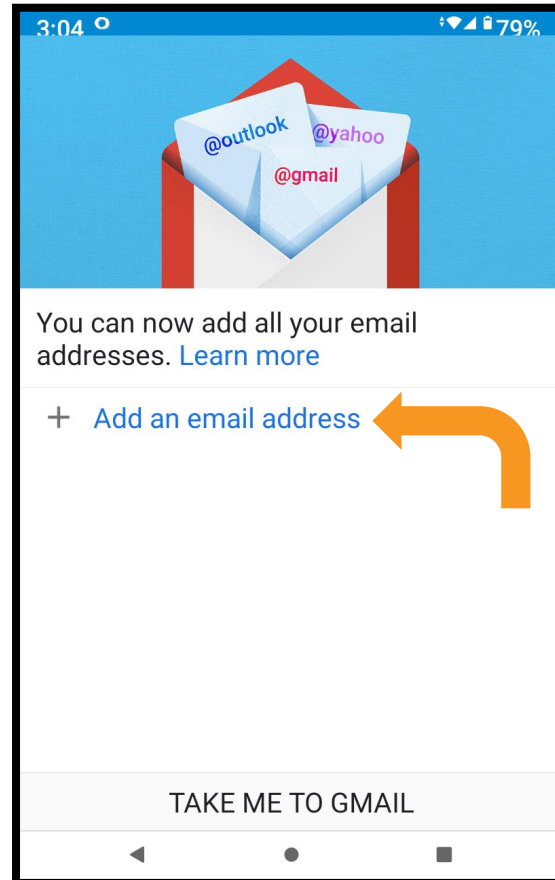 3:04
79%
@outlook
@yahoo
@gmail
You can now add all your email
addresses. Learn more
+ Add an email address
TAKE ME TO GMAIL